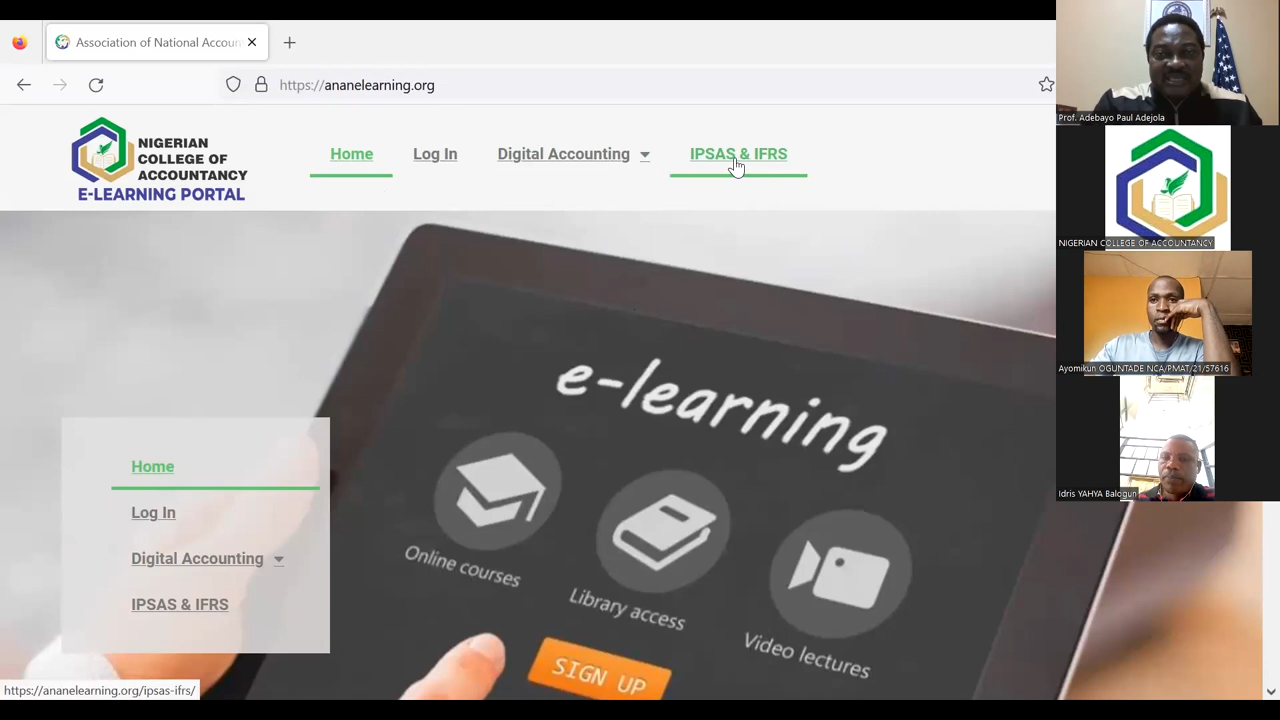 Association of National Accoun
https://ananelearning.org
NIGERIAN
COLLEGE OF
ACCOUNTANCY
E-LEARNING PORTAL
Home
Log In
Digital Accounting
IPSAS & IFRS
e-learning
Online courses
Library access
Video lectures
SIGN UP
Home
Log In
Digital Accounting
IPSAS & IFRS
https://ananelearning.org/ipsas-ifrs/
Prof. Adebayo Paul Adejola
NIGERIAN COLLEGE OF ACCOUNTANCY
Ayomikun OGUNTADE NCA/PMAT/21/57616
Idris YAHYA Balogun